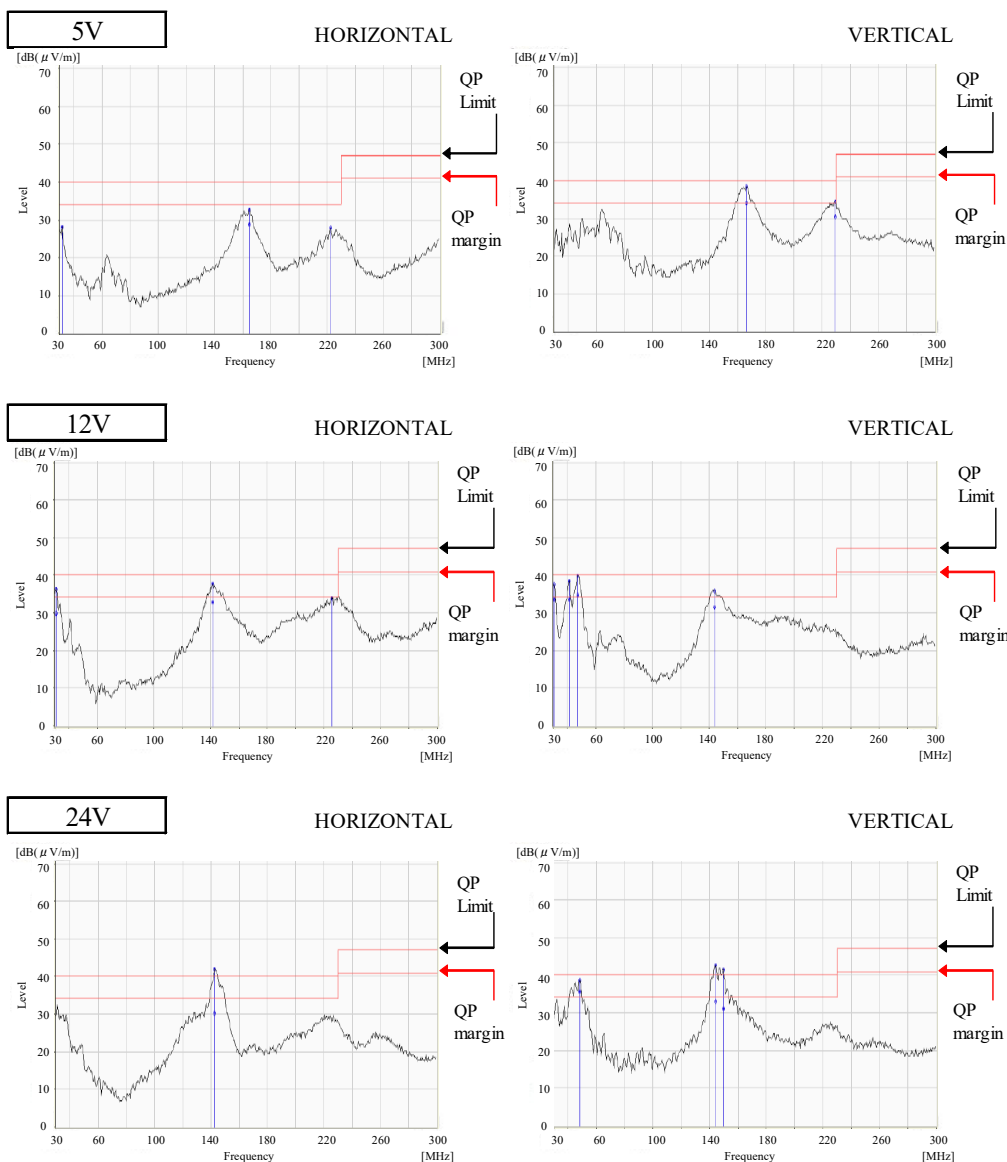 5V
HORIZONTAL
VERTICAL
[dB(μV/m)]
70
60
50
40
30
20
10
0
Level
30 60 100 140 180 220 260 300
Frequency [MHz]
QP
Limit
QP
margin
[dB(μV/m)]
70
60
50
40
30
20
10
0
Level
30 60 100 140 180 220 260 300
Frequency [MHz]
QP
Limit
QP
margin
12V
HORIZONTAL
VERTICAL
[dB(μV/m)]
70
60
50
40
30
20
10
0
Level
30 60 100 140 180 220 260 300
Frequency [MHz]
QP
Limit
QP
margin
[dB(μV/m)]
70
60
50
40
30
20
10
0
Level
30 60 100 140 180 220 260 300
Frequency [MHz]
QP
Limit
QP
margin
24V
HORIZONTAL
VERTICAL
[dB(μV/m)]
70
60
50
40
30
20
10
0
Level
30 60 100 140 180 220 260 300
Frequency [MHz]
QP
Limit
QP
margin
[dB(μV/m)]
70
60
50
40
30
20
10
0
Level
30 60 100 140 180 220 260 300
Frequency [MHz]
QP
Limit
QP
margin